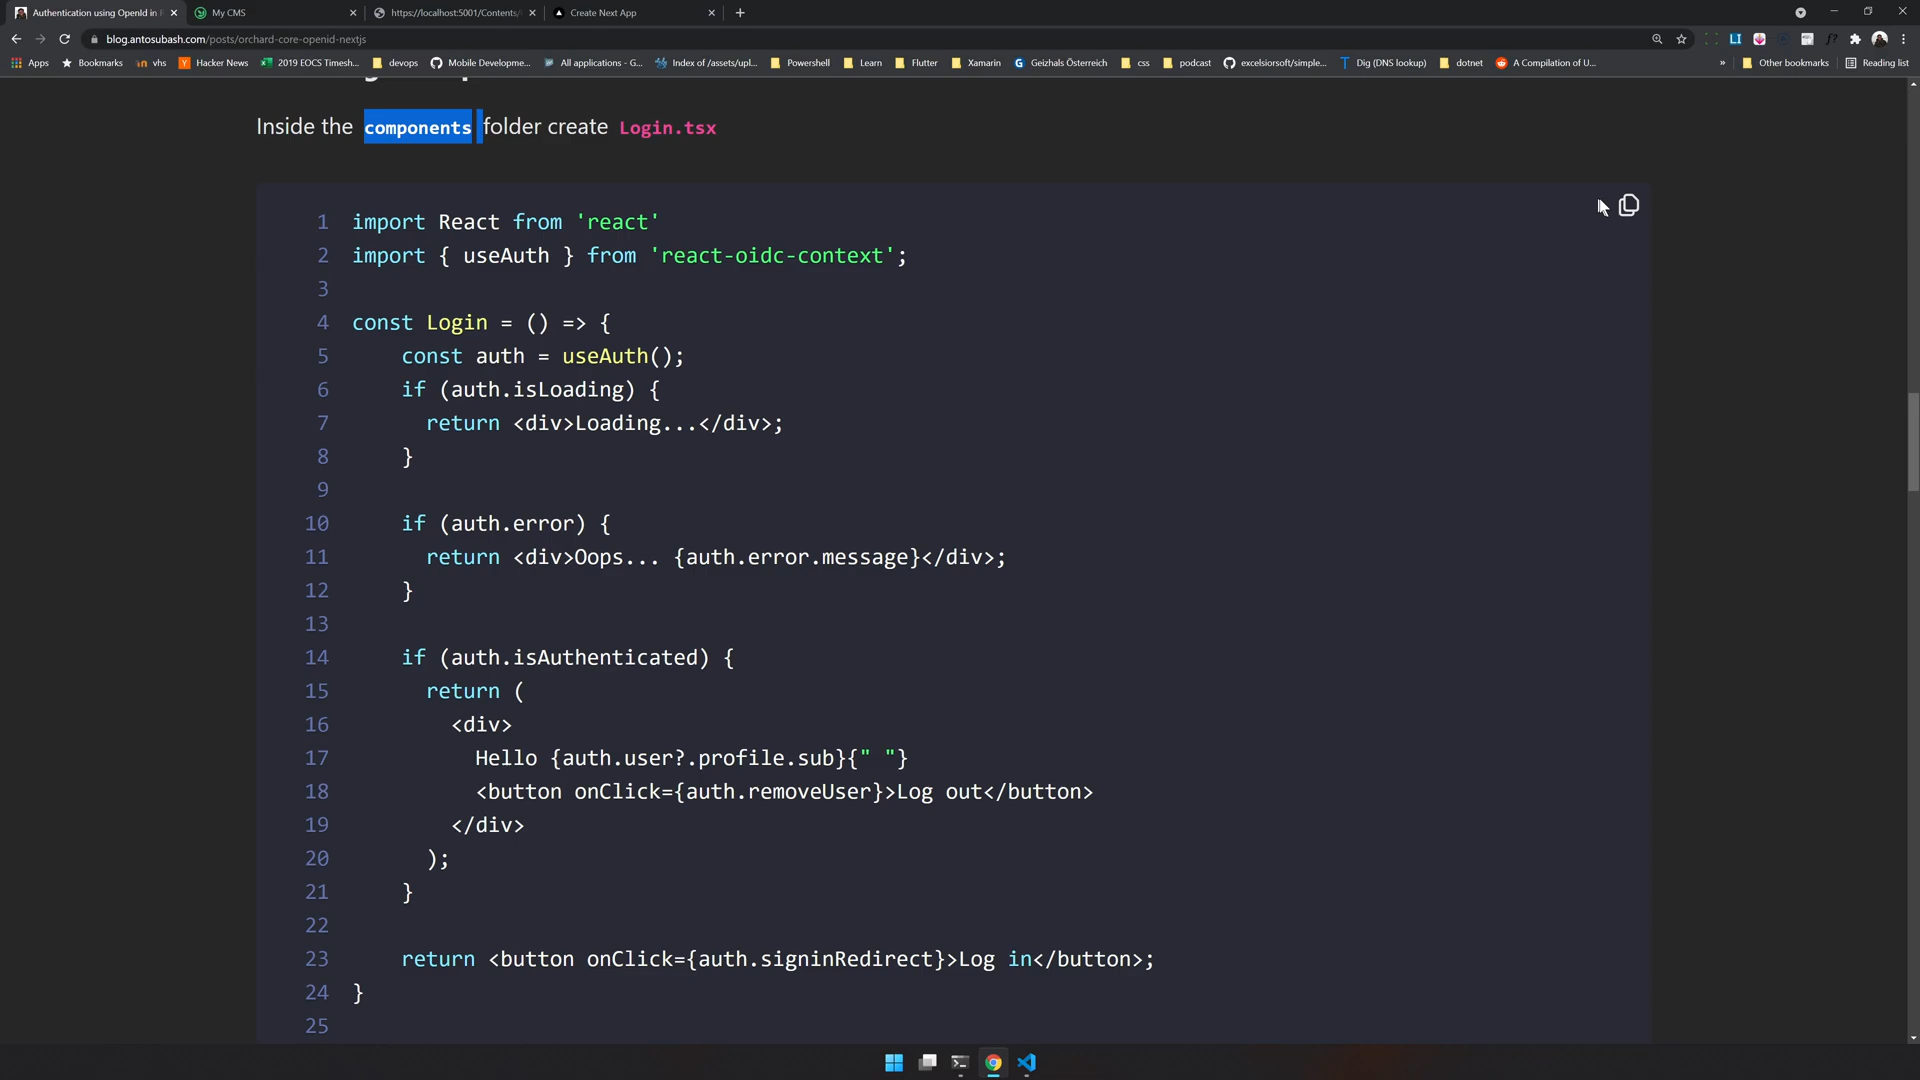 Authentication using OpenId in
My CMS
https://localhost:5001/Contents/
Create Next App
blog.antosubash.com/posts/orchard-core-openid-nextjs
Apps
Bookmarks
vhs
Hacker News
2019 EOCS Timesh...
devops
Mobile Developme...
All applications - G...
Index of /assets/upl...
Powershell
Learn
Flutter
Xamarin
Geizhals Österreich
css
podcast
excelsiorsoft/simple...
Dig (DNS lookup)
dotnet
A Compilation of U...
»
Other bookmarks
Reading list
Inside the components folder create Login.tsx
1 import React from 'react'
2 import { useAuth } from 'react-oidc-context';
3
4 const Login = () => {
5 const auth = useAuth();
6 if (auth.isLoading) {
7 return <div>Loading...</div>;
8 }
9
10 if (auth.error) {
11 return <div>Oops... {auth.error.message}</div>;
12 }
13
14 if (auth.isAuthenticated) {
15 return (
16 <div>
17 Hello {auth.user?.profile.sub}{" "}
18 <button onClick={auth.removeUser}>Log out</button>
19 </div>
20 );
21 }
22
23 return <button onClick={auth.signinRedirect}>Log in</button>;
24 }
25